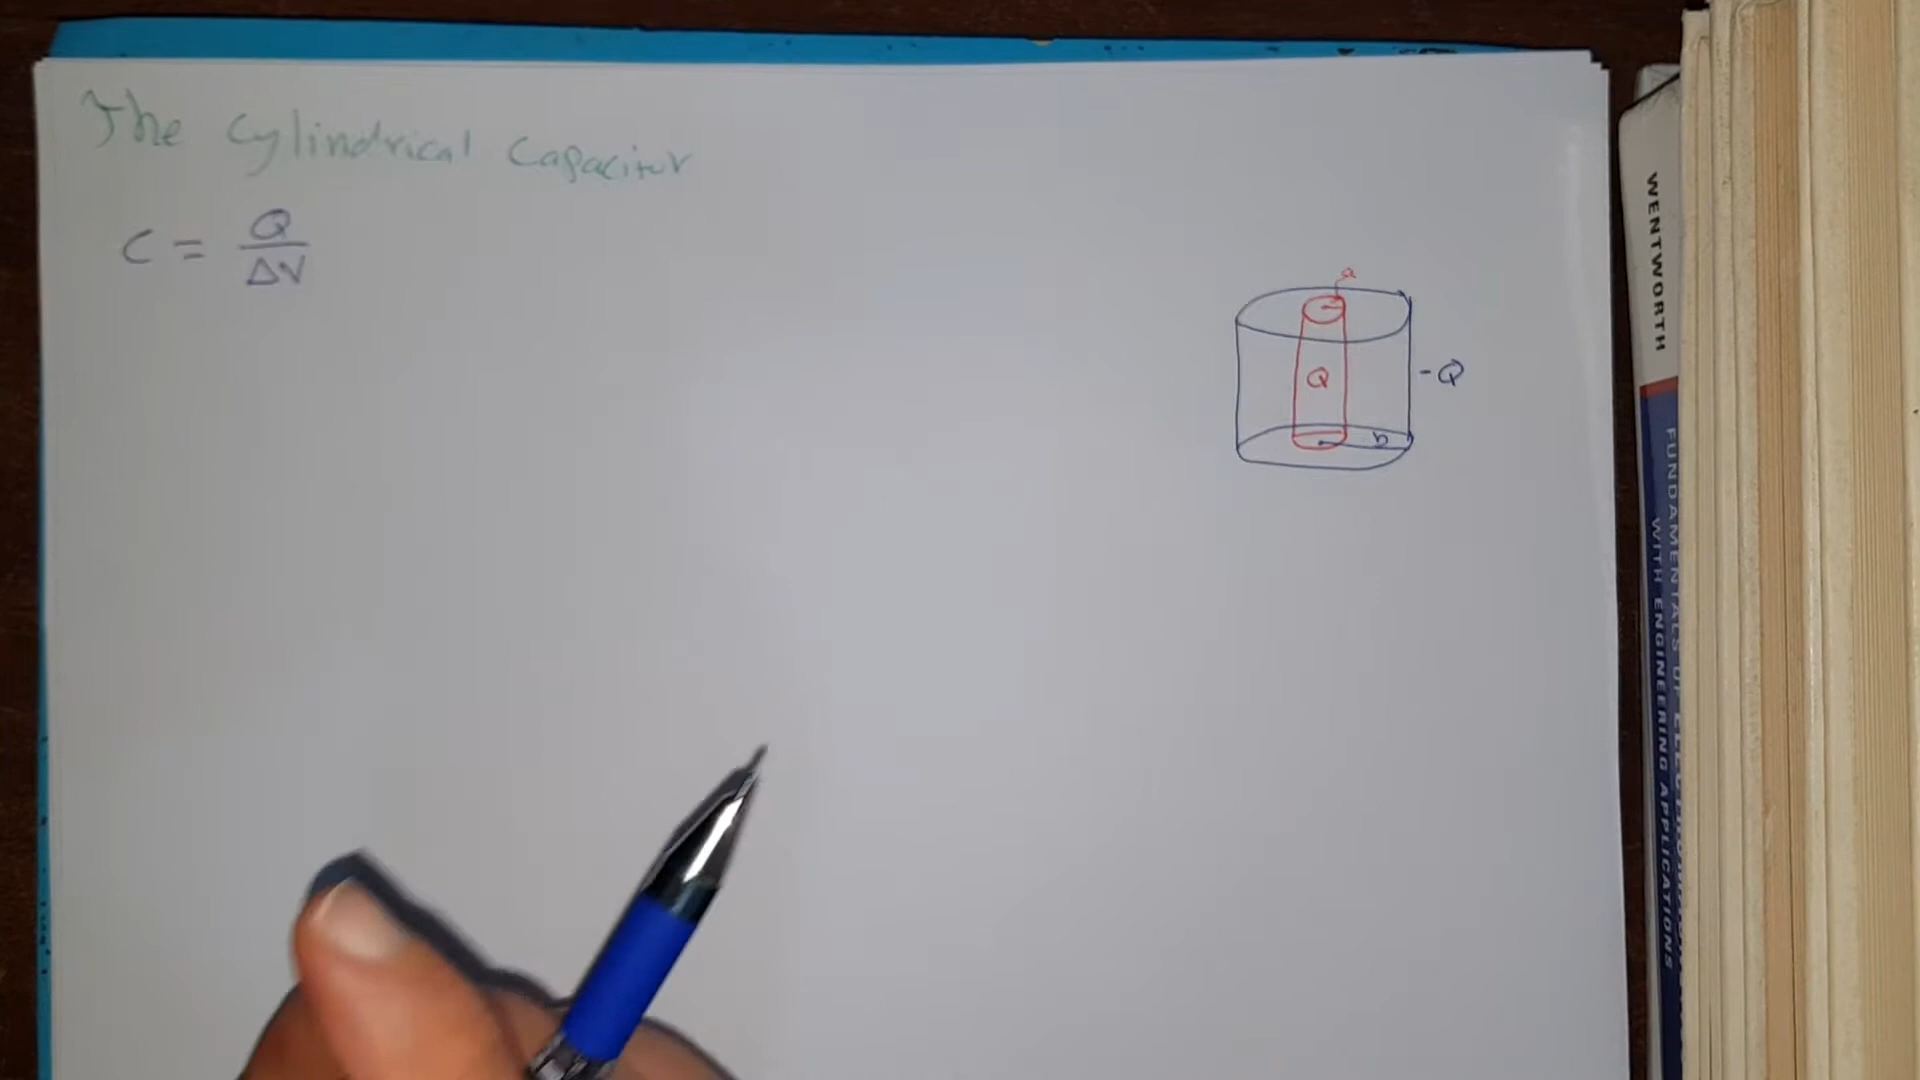 The Cylindrical Capacitor
C = Q/ΔV
a
Q
-Q
b
WENTWORTH
FUNDAMENTALS OF
WITH ENGINEERING APPLICATIONS